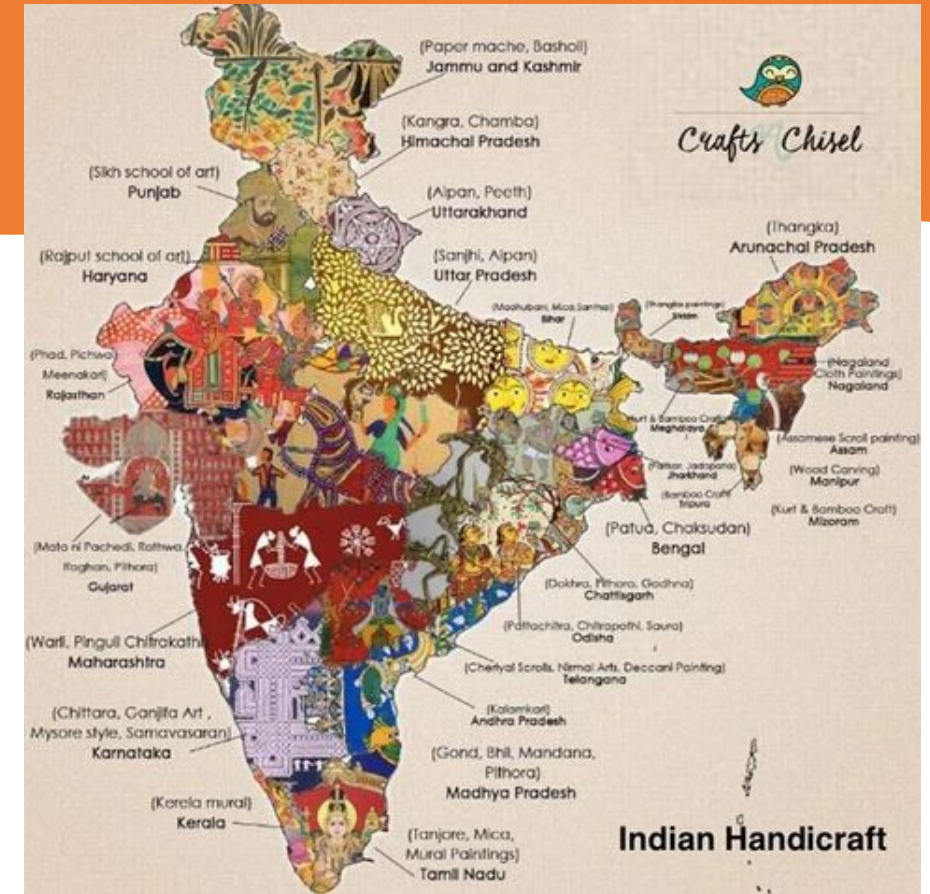 (Paper mache, Basholi)
Jammu and Kashmir
Crafts Chisel
(Kangra, Chamba)
Himachal Pradesh
(Sikh school of art)
Punjab
(Aipan, Peeth)
Uttarakhand
(Thangka)
Arunachal Pradesh
(Rajput school of art)
Haryana
(Sanjhi, Aipan)
Uttar Pradesh
(Madhubani, Mica, Santhal)
Bihar
(Thangka paintings)
Sikkim
(Phad, Pichwai
Meenakari)
Rajasthan
(Nagaland
Cloth Paintings)
Nagaland
(Kurt & Bamboo Craft)
Meghalaya
(Assamese Scroll painting)
Assam
(Paitkar, Jadopatia)
Jharkhand
(Wood Carving)
Manipur
(Bamboo Craft)
Tripura
(Kurt & Bamboo Craft)
Mizoram
(Patua, Chaksudan)
Bengal
(Mata ni Pachedi, Rathwa,
Roghan, Pithora)
Gujarat
(Dokhra, Pithora, Godhna)
Chattisgarh
(Pattachitra, Chitropothi, Saura)
Odisha
(Warli, Pinguli Chitrakathi)
Maharashtra
(Cheriyal Scrolls, Nirmal Arts, Deccani Painting)
Telangana
(Chittara, Ganjifa Art ,
Mysore style, Samavasaran)
Karnataka
(Kalamkari)
Andhra Pradesh
(Gond, Bhil, Mandana,
Pithora)
Madhya Pradesh
(Kerela mural)
Kerala
(Tanjore, Mica,
Mural Paintings)
Tamil Nadu
Indian Handicraft